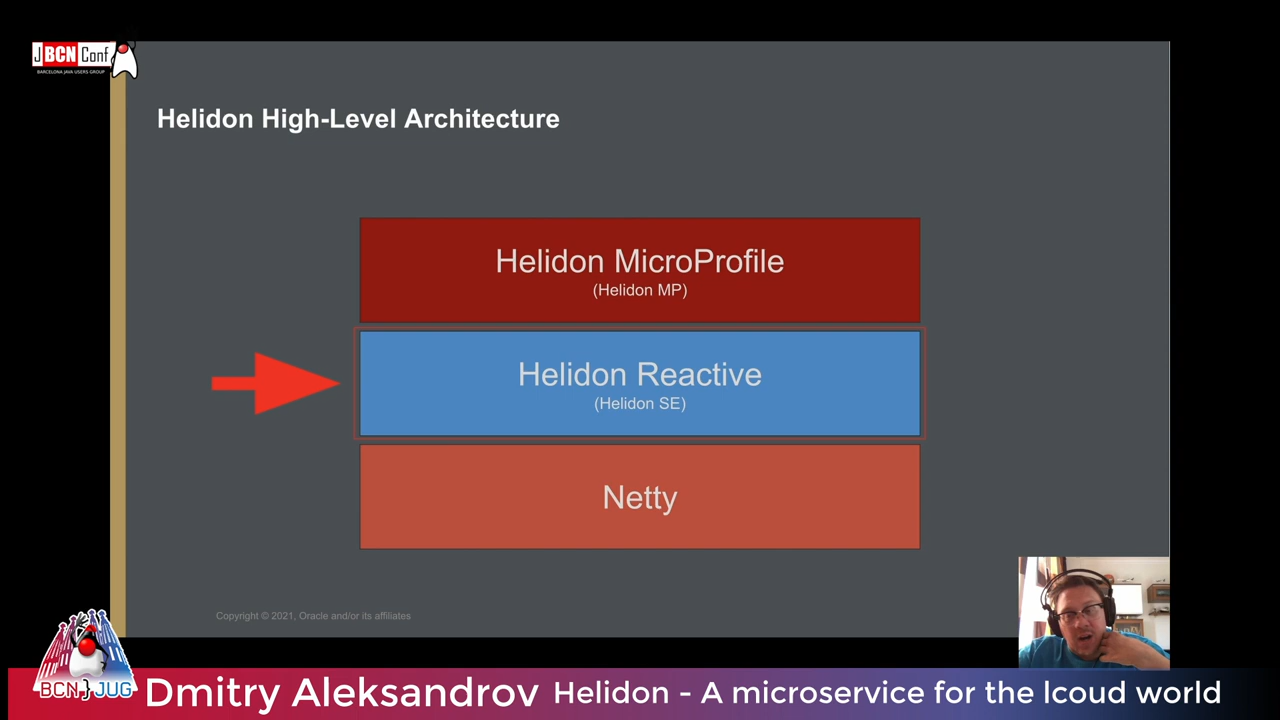 JBCNConf
BARCELONA JAVA USERS GROUP
Helidon High-Level Architecture
Helidon MicroProfile
(Helidon MP)
Helidon Reactive
(Helidon SE)
Netty
Copyright © 2021, Oracle and/or its affiliates
BCN JUG
Dmitry Aleksandrov Helidon - A microservice for the lcoud world